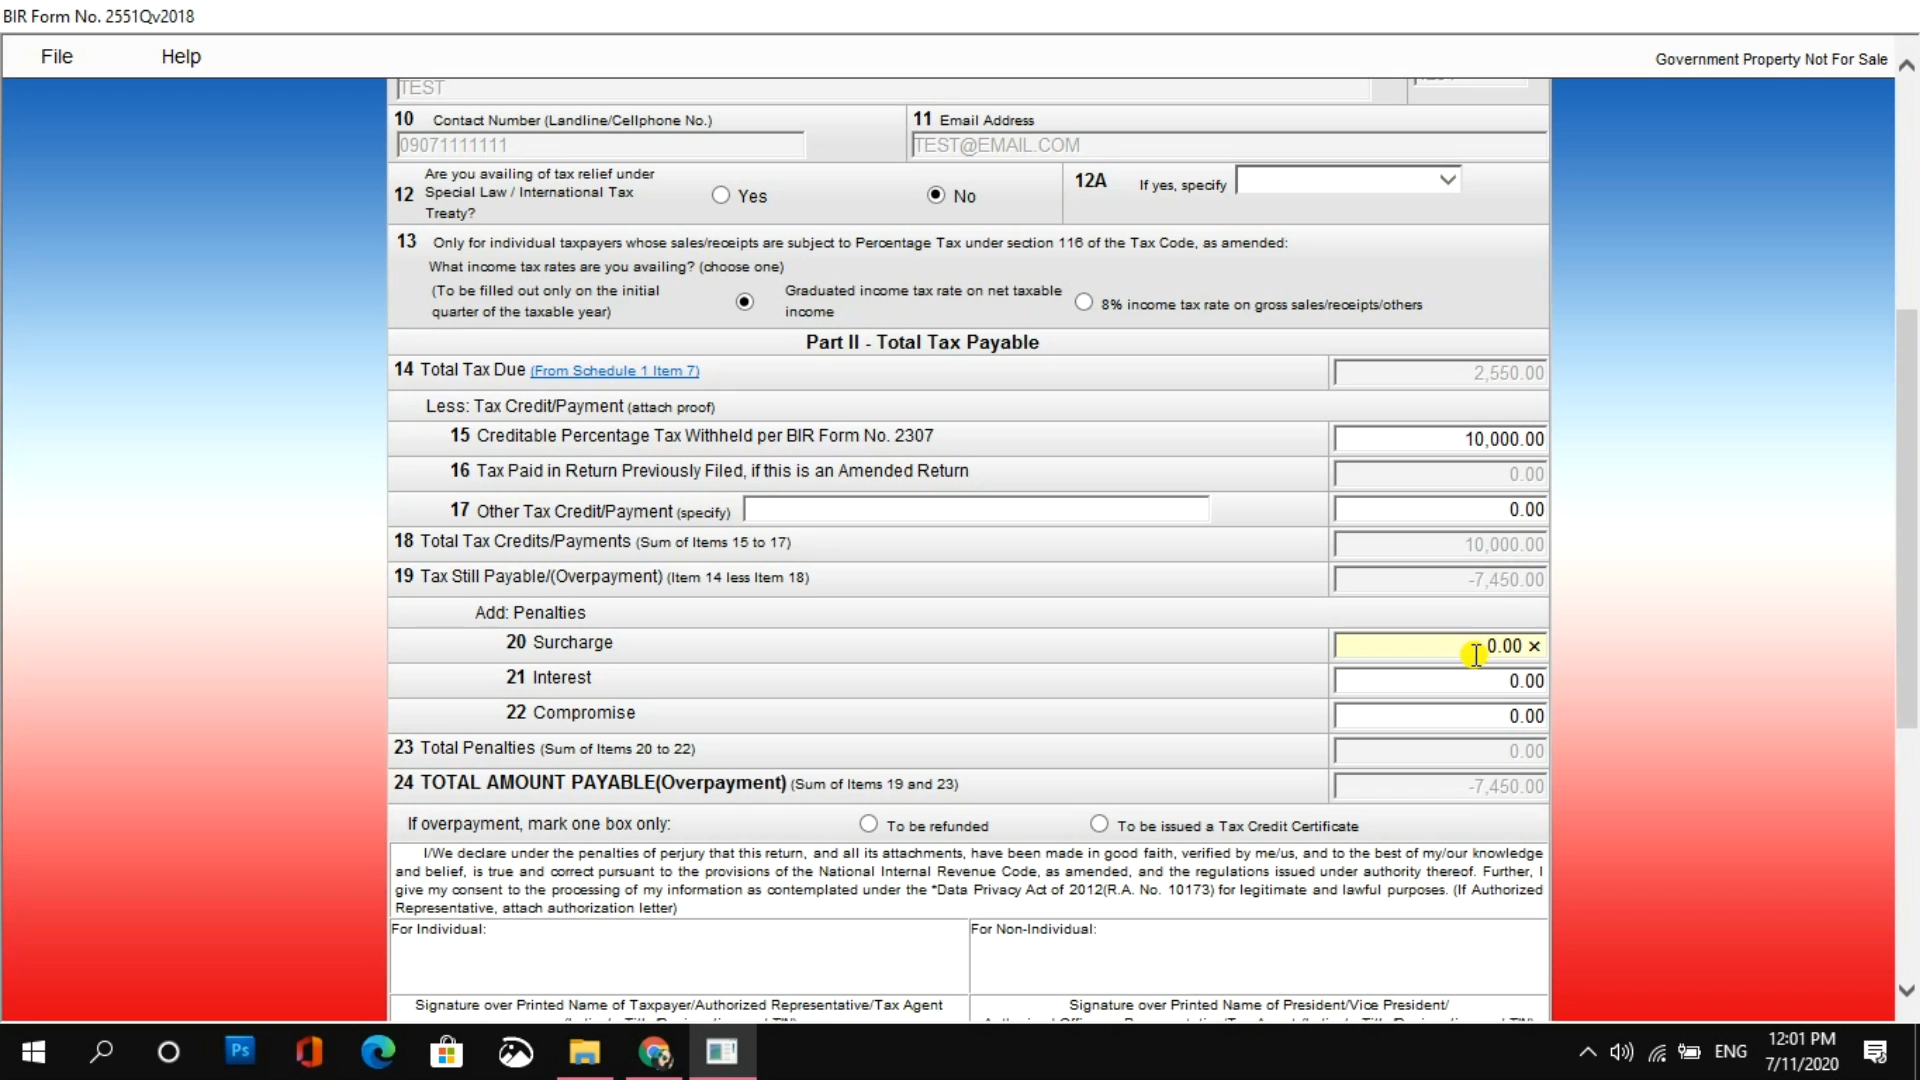 BIR Form No. 2551Qv2018
File Help Government Property Not For Sale
TEST
10 Contact Number (Landline/Cellphone No.) 11 Email Address
09071111111 TEST@EMAIL.COM
12 Are you availing of tax relief under
Special Law / International Tax
Treaty? Yes No 12A If yes, specify
13 Only for individual taxpayers whose sales/receipts are subject to Percentage Tax under section 116 of the Tax Code, as amended:
What income tax rates are you availing? (choose one)
(To be filled out only on the initial
quarter of the taxable year)
Graduated income tax rate on net taxable
income
8% income tax rate on gross sales/receipts/others
Part II - Total Tax Payable
14 Total Tax Due (From Schedule 1 Item 7) 2,550.00
Less: Tax Credit/Payment (attach proof)
15 Creditable Percentage Tax Withheld per BIR Form No. 2307 10,000.00
16 Tax Paid in Return Previously Filed, if this is an Amended Return 0.00
17 Other Tax Credit/Payment (specify) 0.00
18 Total Tax Credits/Payments (Sum of Items 15 to 17) 10,000.00
19 Tax Still Payable/(Overpayment) (Item 14 less Item 18) -7,450.00
Add: Penalties
20 Surcharge 0.00 ×
21 Interest 0.00
22 Compromise 0.00
23 Total Penalties (Sum of Items 20 to 22) 0.00
24 TOTAL AMOUNT PAYABLE(Overpayment) (Sum of Items 19 and 23) -7,450.00
If overpayment, mark one box only: To be refunded To be issued a Tax Credit Certificate
I/We declare under the penalties of perjury that this return, and all its attachments, have been made in good faith, verified by me/us, and to the best of my/our knowledge
and belief, is true and correct pursuant to the provisions of the National Internal Revenue Code, as amended, and the regulations issued under authority thereof. Further, I
give my consent to the processing of my information as contemplated under the *Data Privacy Act of 2012(R.A. No. 10173) for legitimate and lawful purposes. (If Authorized
Representative, attach authorization letter)
For Individual: For Non-Individual:
Signature over Printed Name of Taxpayer/Authorized Representative/Tax Agent Signature over Printed Name of President/Vice President/
Ps ENG 12:01 PM
7/11/2020